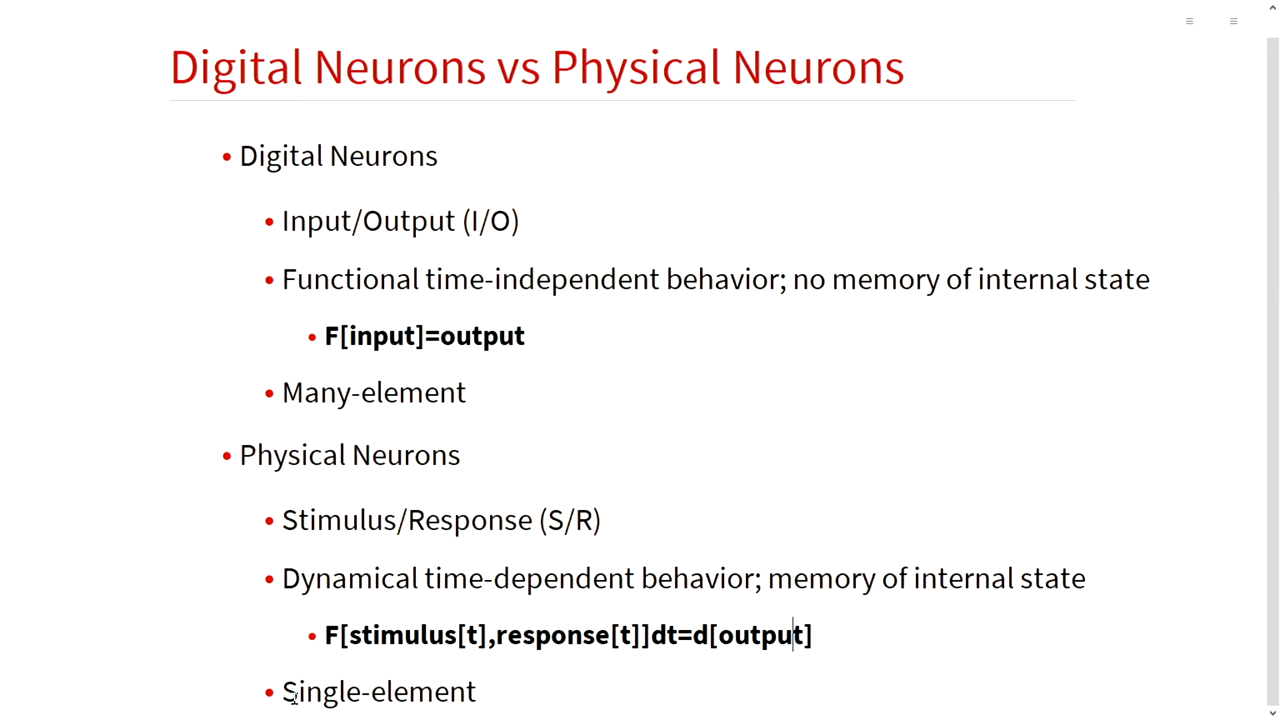 Digital Neurons vs Physical Neurons
• Digital Neurons
• Input/Output (I/O)
• Functional time-independent behavior; no memory of internal state
• F[input]=output
• Many-element
• Physical Neurons
• Stimulus/Response (S/R)
• Dynamical time-dependent behavior; memory of internal state
• F[stimulus[t],response[t]]dt=d[output]
• Single-element